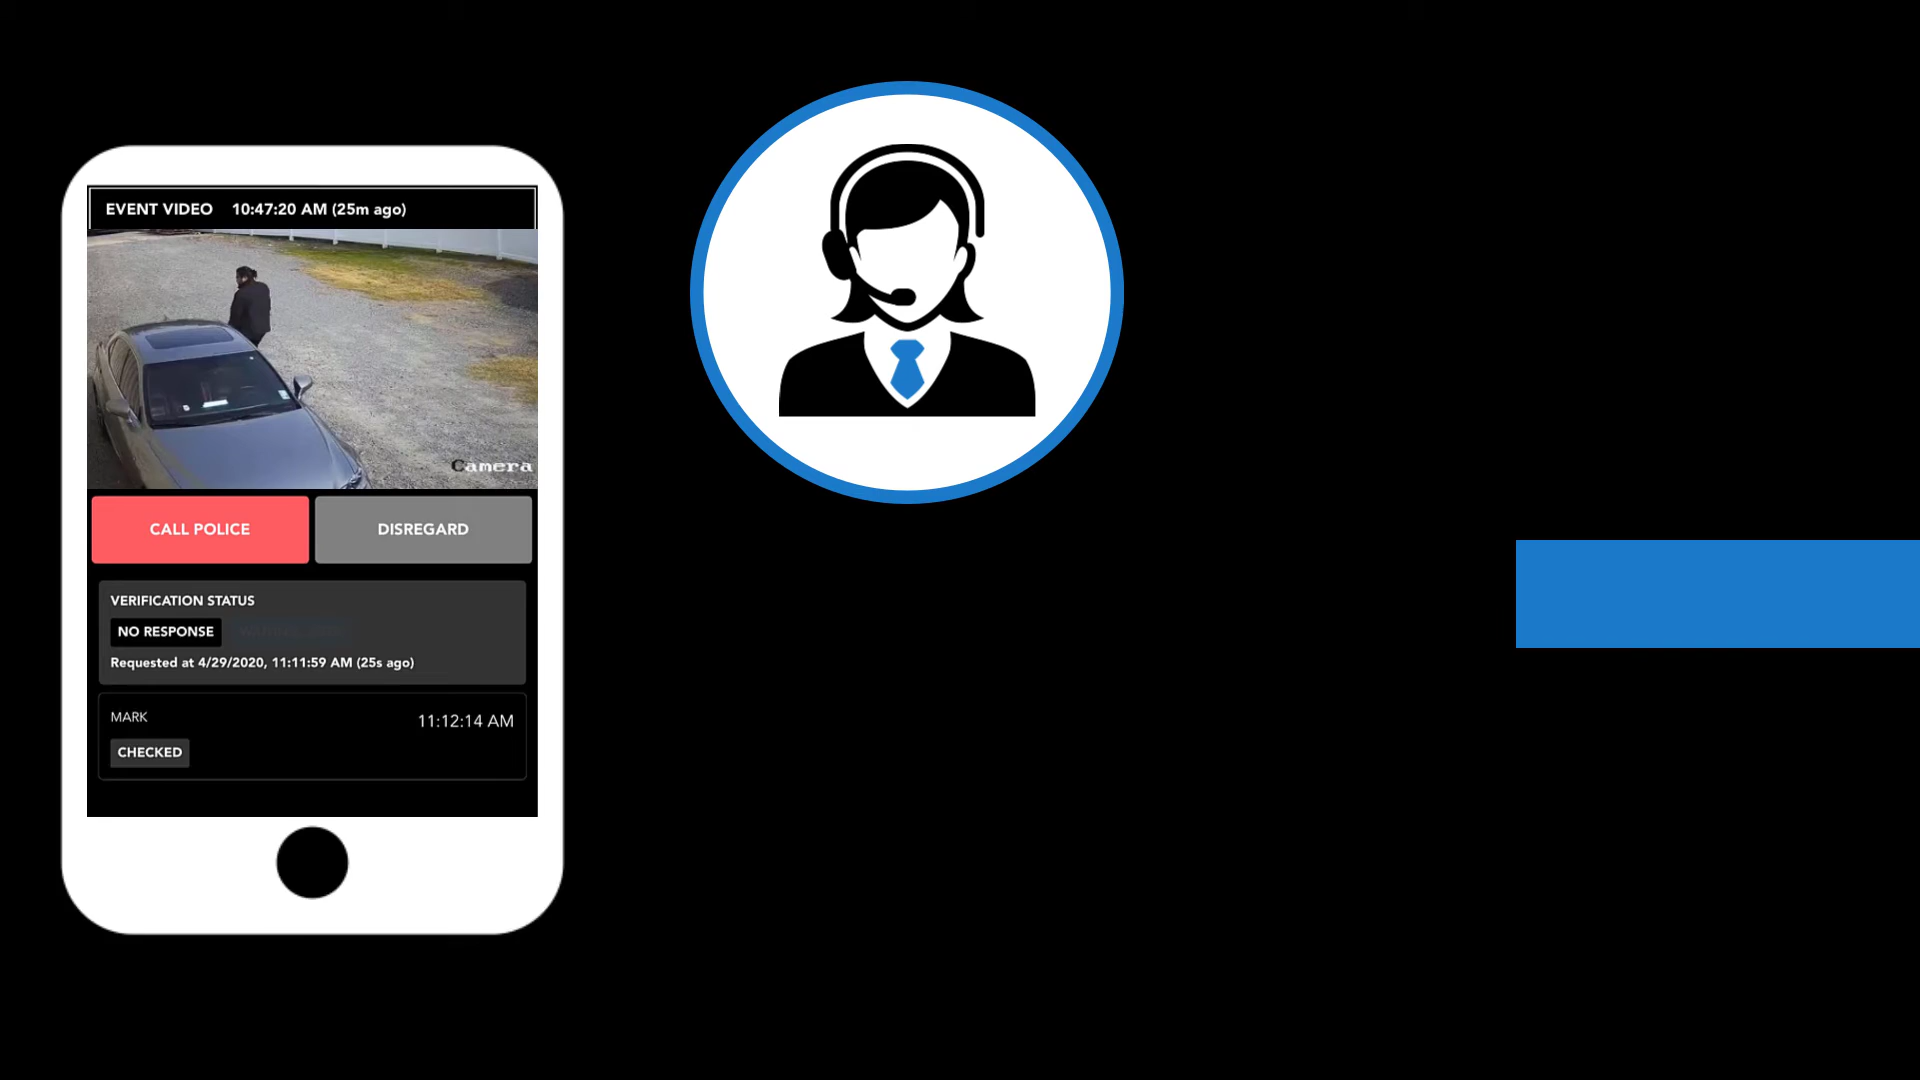 EVENT VIDEO 10:47:20 AM (25m ago)
Camera
CALL POLICE DISREGARD
VERIFICATION STATUS
NO RESPONSE
Requested at 4/29/2020, 11:11:59 AM (25s ago)
MARK 11:12:14 AM
CHECKED